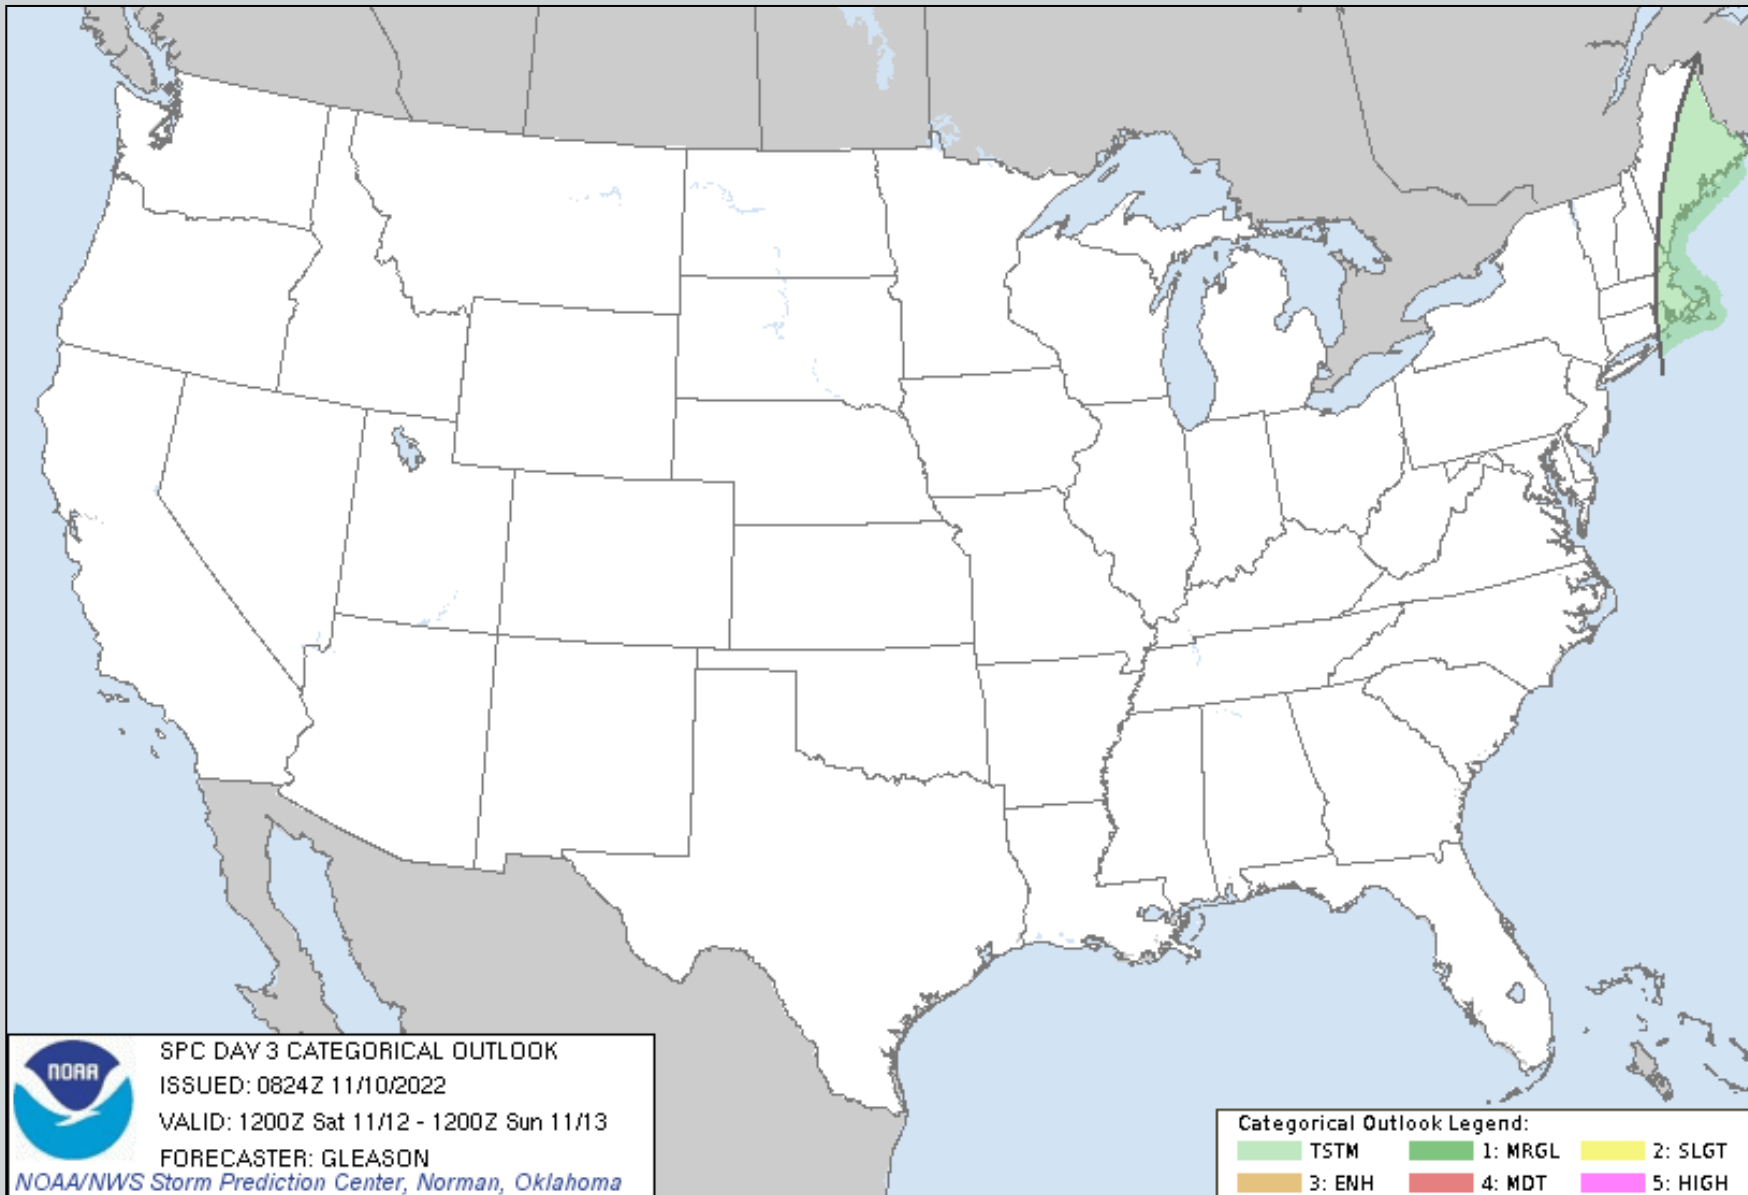 NOAA
SPC DAY 3 CATEGORICAL OUTLOOK
ISSUED: 0824Z 11/10/2022
VALID: 1200Z Sat 11/12 - 1200Z Sun 11/13
FORECASTER: GLEASON
NOAA/NWS Storm Prediction Center, Norman, Oklahoma
Categorical Outlook Legend:
TSTM 1: MRGL 2: SLGT
3: ENH 4: MDT 5: HIGH